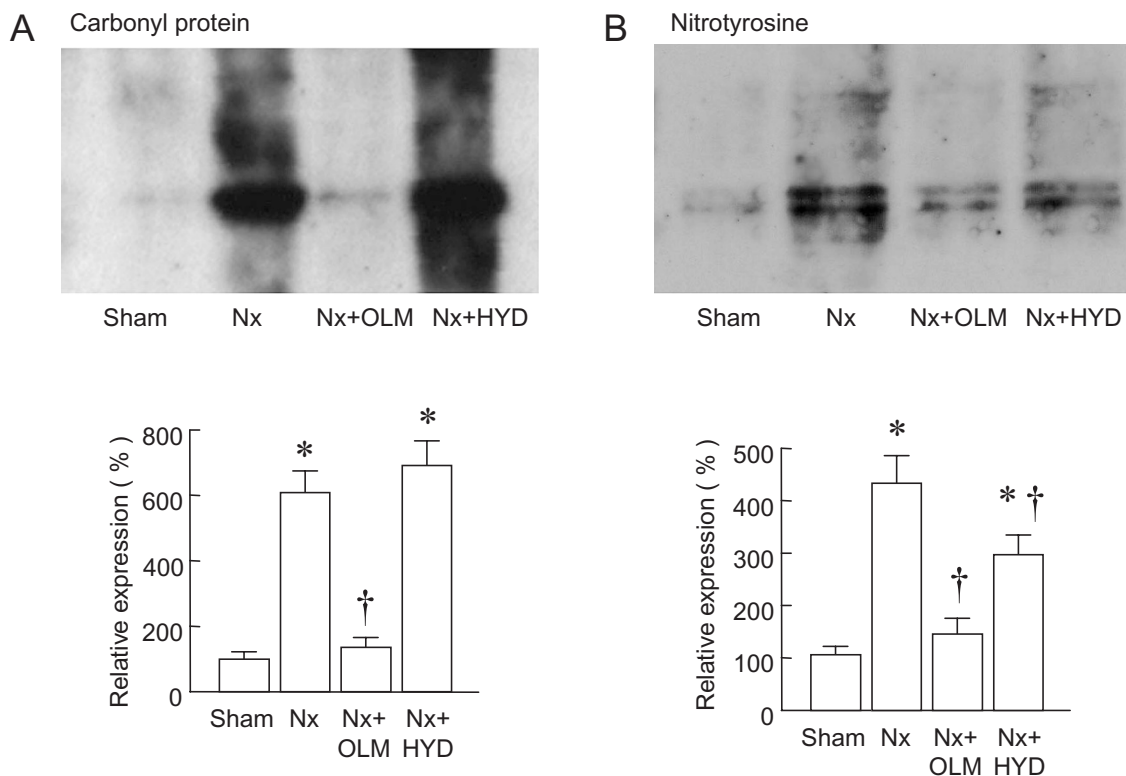 A Carbonyl protein
Sham Nx Nx+OLM Nx+HYD
Relative expression ( % )
800
600
400
200
0
*
*
†
Sham Nx Nx+ Nx+
OLM HYD
B Nitrotyrosine
Sham Nx Nx+OLM Nx+HYD
Relative expression ( % )
500
400
300
200
100
0
*
* †
†
Sham Nx Nx+ Nx+
OLM HYD